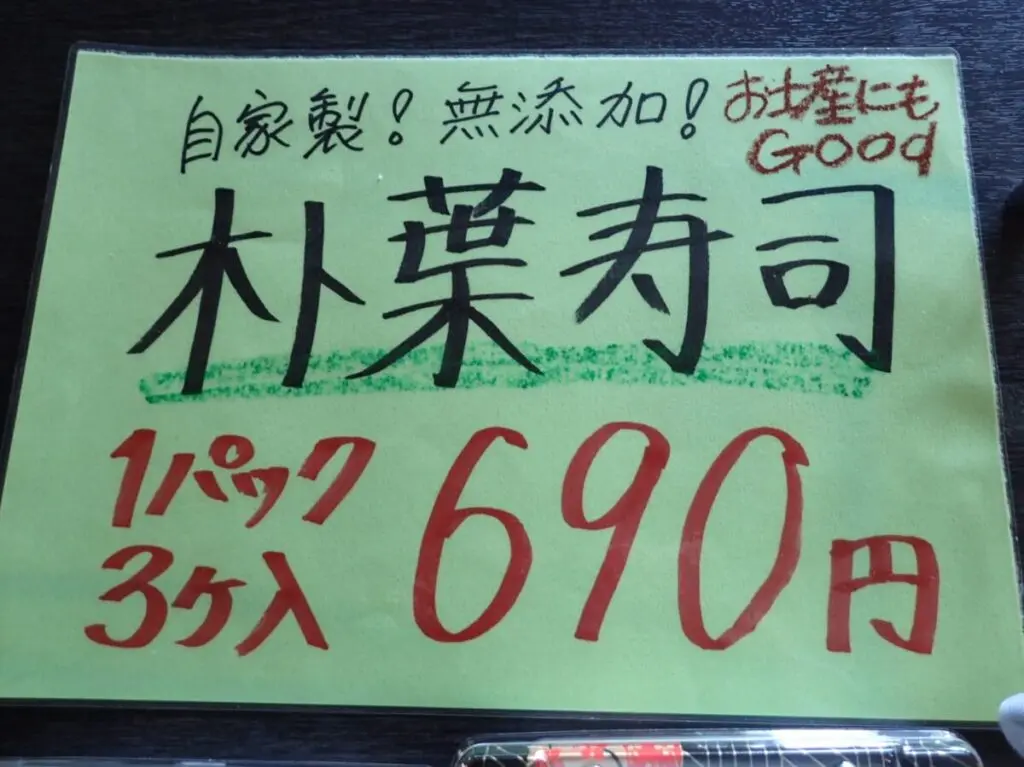 自家製! 無添加!
お土産にも
Good
朴葉寿司
1パック
3ケ入
690円